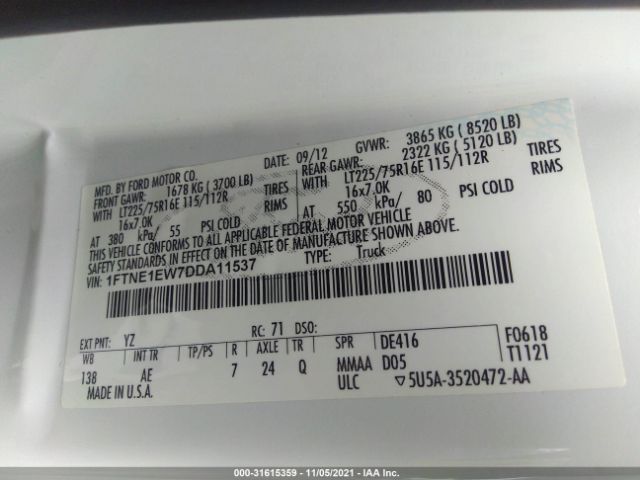 MFD. BY FORD MOTOR CO. DATE: 09/12 GVWR: 3865 KG ( 8520 LB)
FRONT GAWR: 1678 KG ( 3700 LB) REAR GAWR: 2322 KG ( 5120 LB)
WITH LT225/75R16E 115/112R TIRES WITH LT225/75R16E 115/112R TIRES
16x7.0K RIMS 16x7.0K RIMS
AT 380 kPa/ 55 PSI COLD AT 550 kPa/ 80 PSI COLD
THIS VEHICLE CONFORMS TO ALL APPLICABLE FEDERAL MOTOR VEHICLE
SAFETY STANDARDS IN EFFECT ON THE DATE OF MANUFACTURE SHOWN ABOVE.
VIN: 1FTNE1EW7DDA11537 TYPE: Truck
EXT PNT: YZ RC: 71 DSO:
WB INT TR TP/PS R AXLE TR SPR DE416 F0618
138 AE 7 24 Q MMAA D05 T1121
MADE IN U.S.A. ULC ▽5U5A-3520472-AA
000-31615359 - 11/05/2021 - IAA Inc.